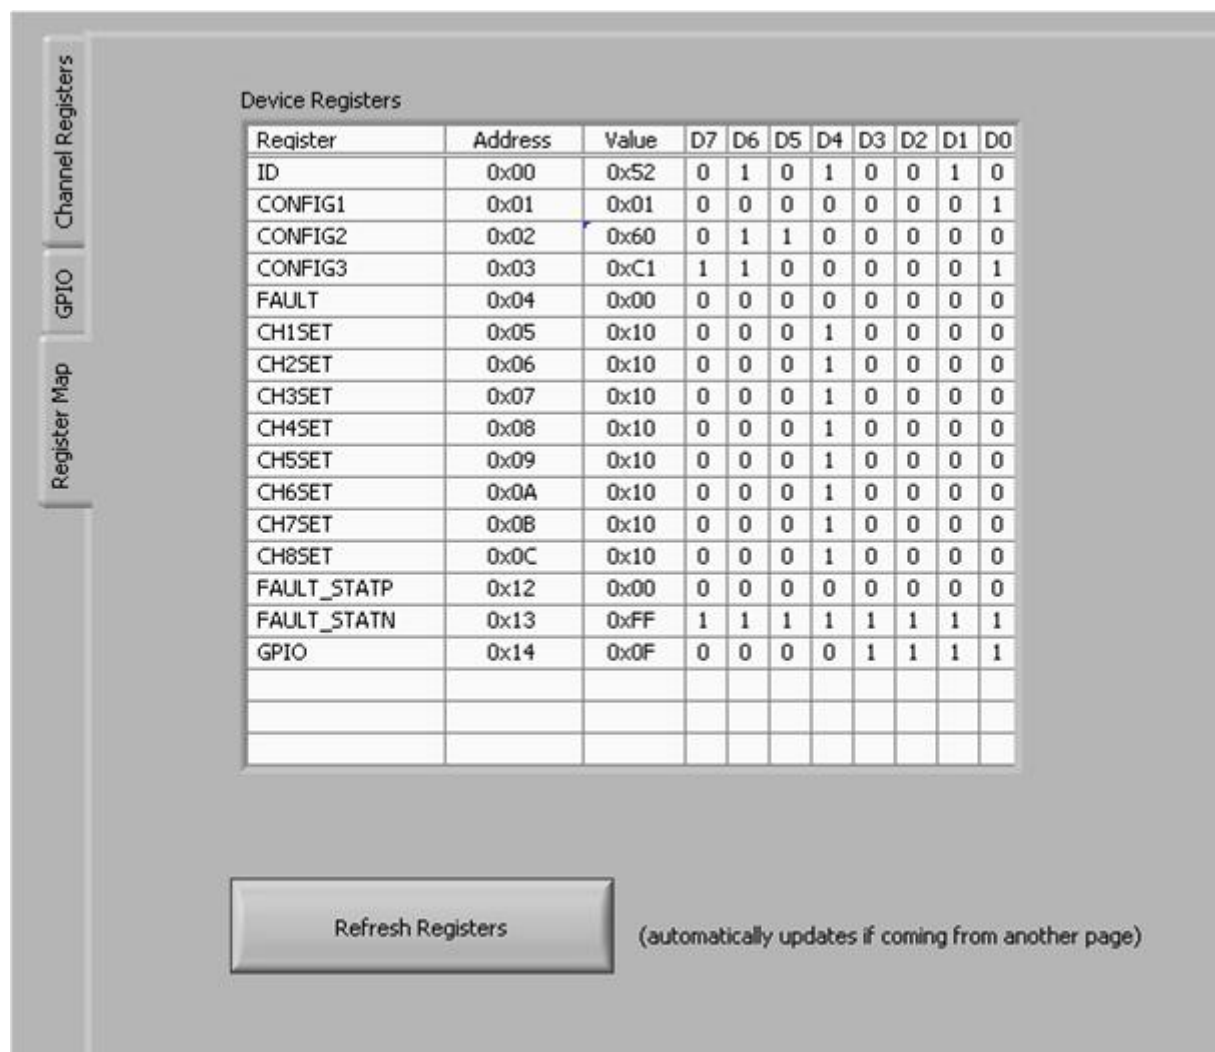 Channel Registers
GPIO
Register Map
Device Registers
Register Address Value D7 D6 D5 D4 D3 D2 D1 D0
ID 0x00 0x52 0 1 0 1 0 0 1 0
CONFIG1 0x01 0x01 0 0 0 0 0 0 0 1
CONFIG2 0x02 0x60 0 1 1 0 0 0 0 0
CONFIG3 0x03 0xC1 1 1 0 0 0 0 0 1
FAULT 0x04 0x00 0 0 0 0 0 0 0 0
CH1SET 0x05 0x10 0 0 0 1 0 0 0 0
CH2SET 0x06 0x10 0 0 0 1 0 0 0 0
CH3SET 0x07 0x10 0 0 0 1 0 0 0 0
CH4SET 0x08 0x10 0 0 0 1 0 0 0 0
CH5SET 0x09 0x10 0 0 0 1 0 0 0 0
CH6SET 0x0A 0x10 0 0 0 1 0 0 0 0
CH7SET 0x0B 0x10 0 0 0 1 0 0 0 0
CH8SET 0x0C 0x10 0 0 0 1 0 0 0 0
FAULT_STATP 0x12 0x00 0 0 0 0 0 0 0 0
FAULT_STATN 0x13 0xFF 1 1 1 1 1 1 1 1
GPIO 0x14 0x0F 0 0 0 0 1 1 1 1
Refresh Registers
(automatically updates if coming from another page)